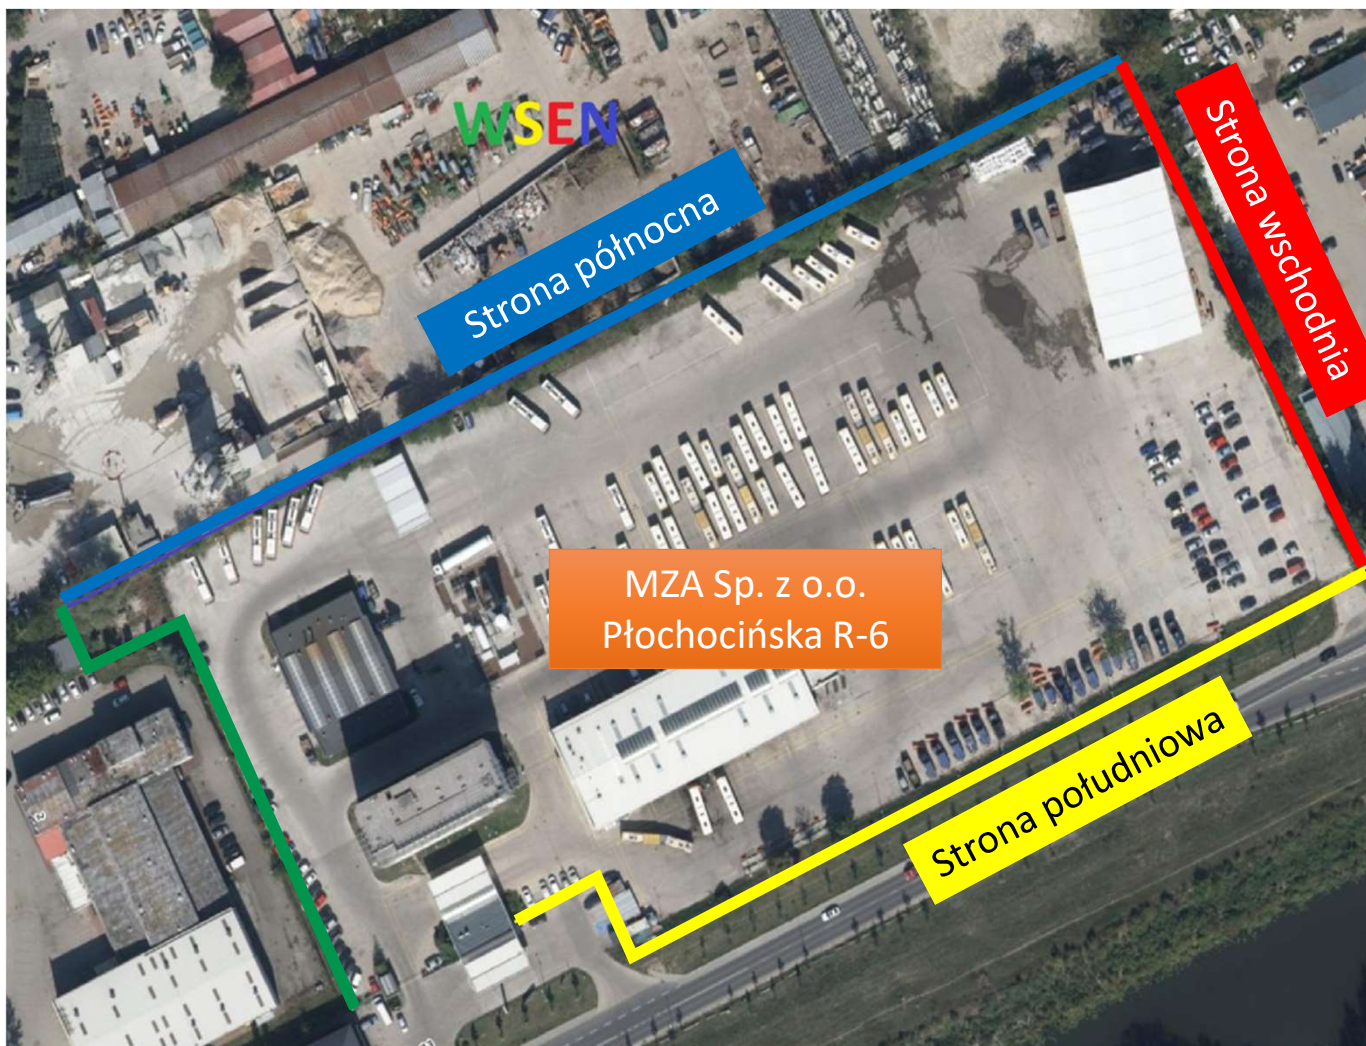 WSEN
Strona północna
Strona wschodnia
MZA Sp. z o.o.
Płochocińska R-6
Strona południowa